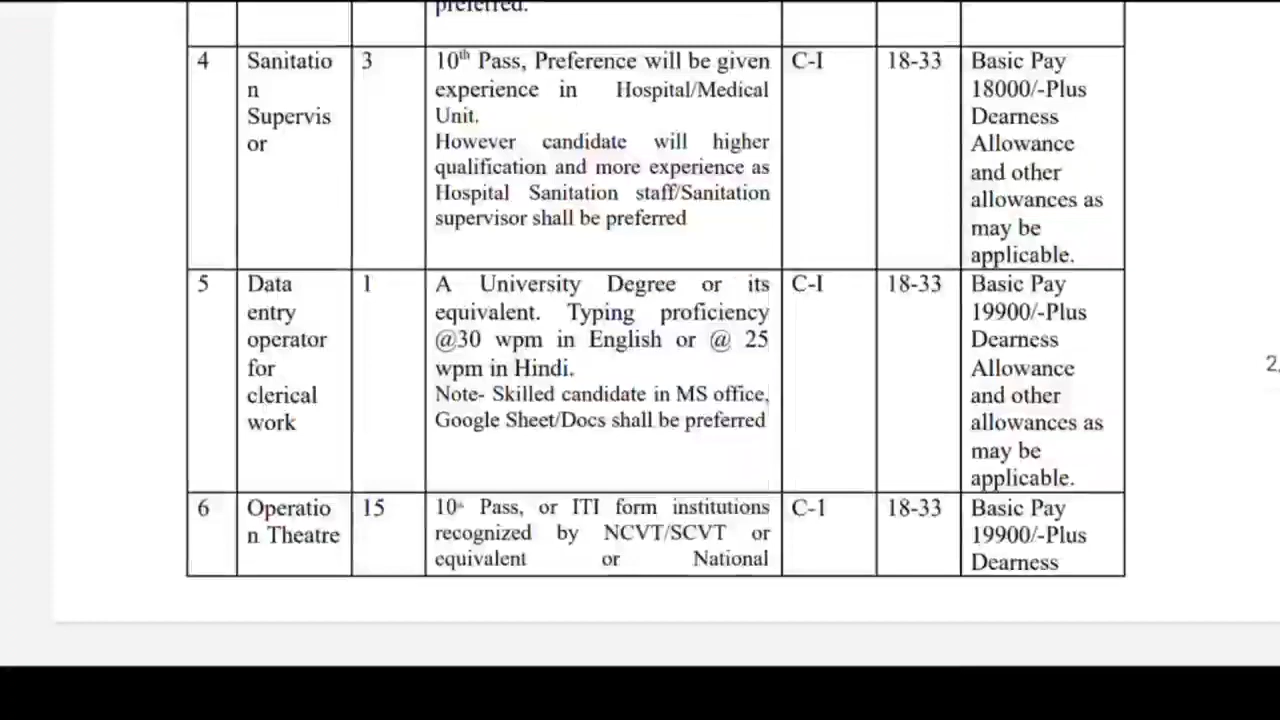 preferred.
4 Sanitatio 3 10th Pass, Preference will be given C-I 18-33 Basic Pay
n experience in Hospital/Medical 18000/-Plus
Supervis Unit. Dearness
or However candidate will higher Allowance
qualification and more experience as and other
Hospital Sanitation staff/Sanitation allowances as
supervisor shall be preferred may be
applicable.
5 Data 1 A University Degree or its C-I 18-33 Basic Pay
entry equivalent. Typing proficiency 19900/-Plus
operator @30 wpm in English or @ 25 Dearness
for wpm in Hindi. Allowance
clerical Note- Skilled candidate in MS office, and other
work Google Sheet/Docs shall be preferred allowances as
may be
applicable.
6 Operatio 15 10th Pass, or ITI form institutions C-1 18-33 Basic Pay
n Theatre recognized by NCVT/SCVT or 19900/-Plus
equivalent or National Dearness
2,